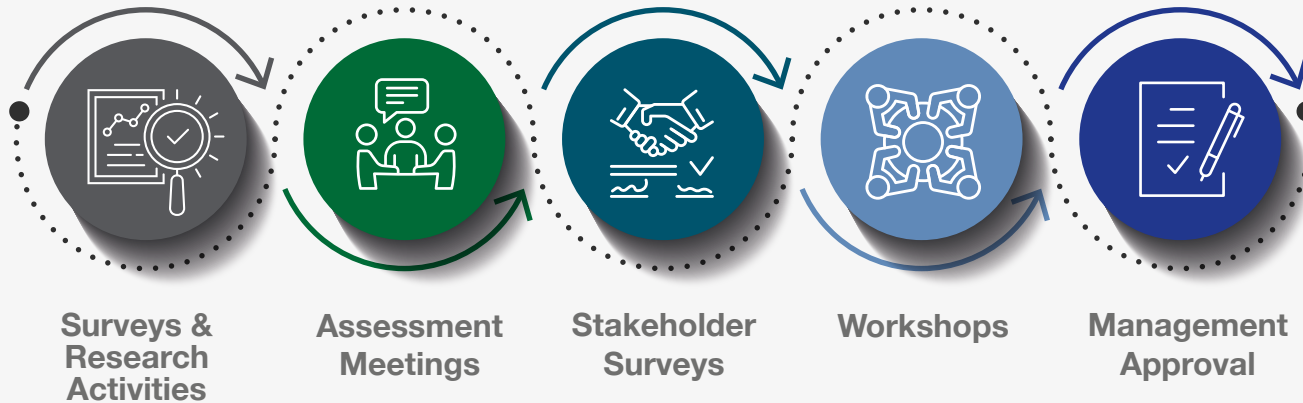 Surveys &
Research
Activities
Assessment
Meetings
Stakeholder
Surveys
Workshops
Management
Approval